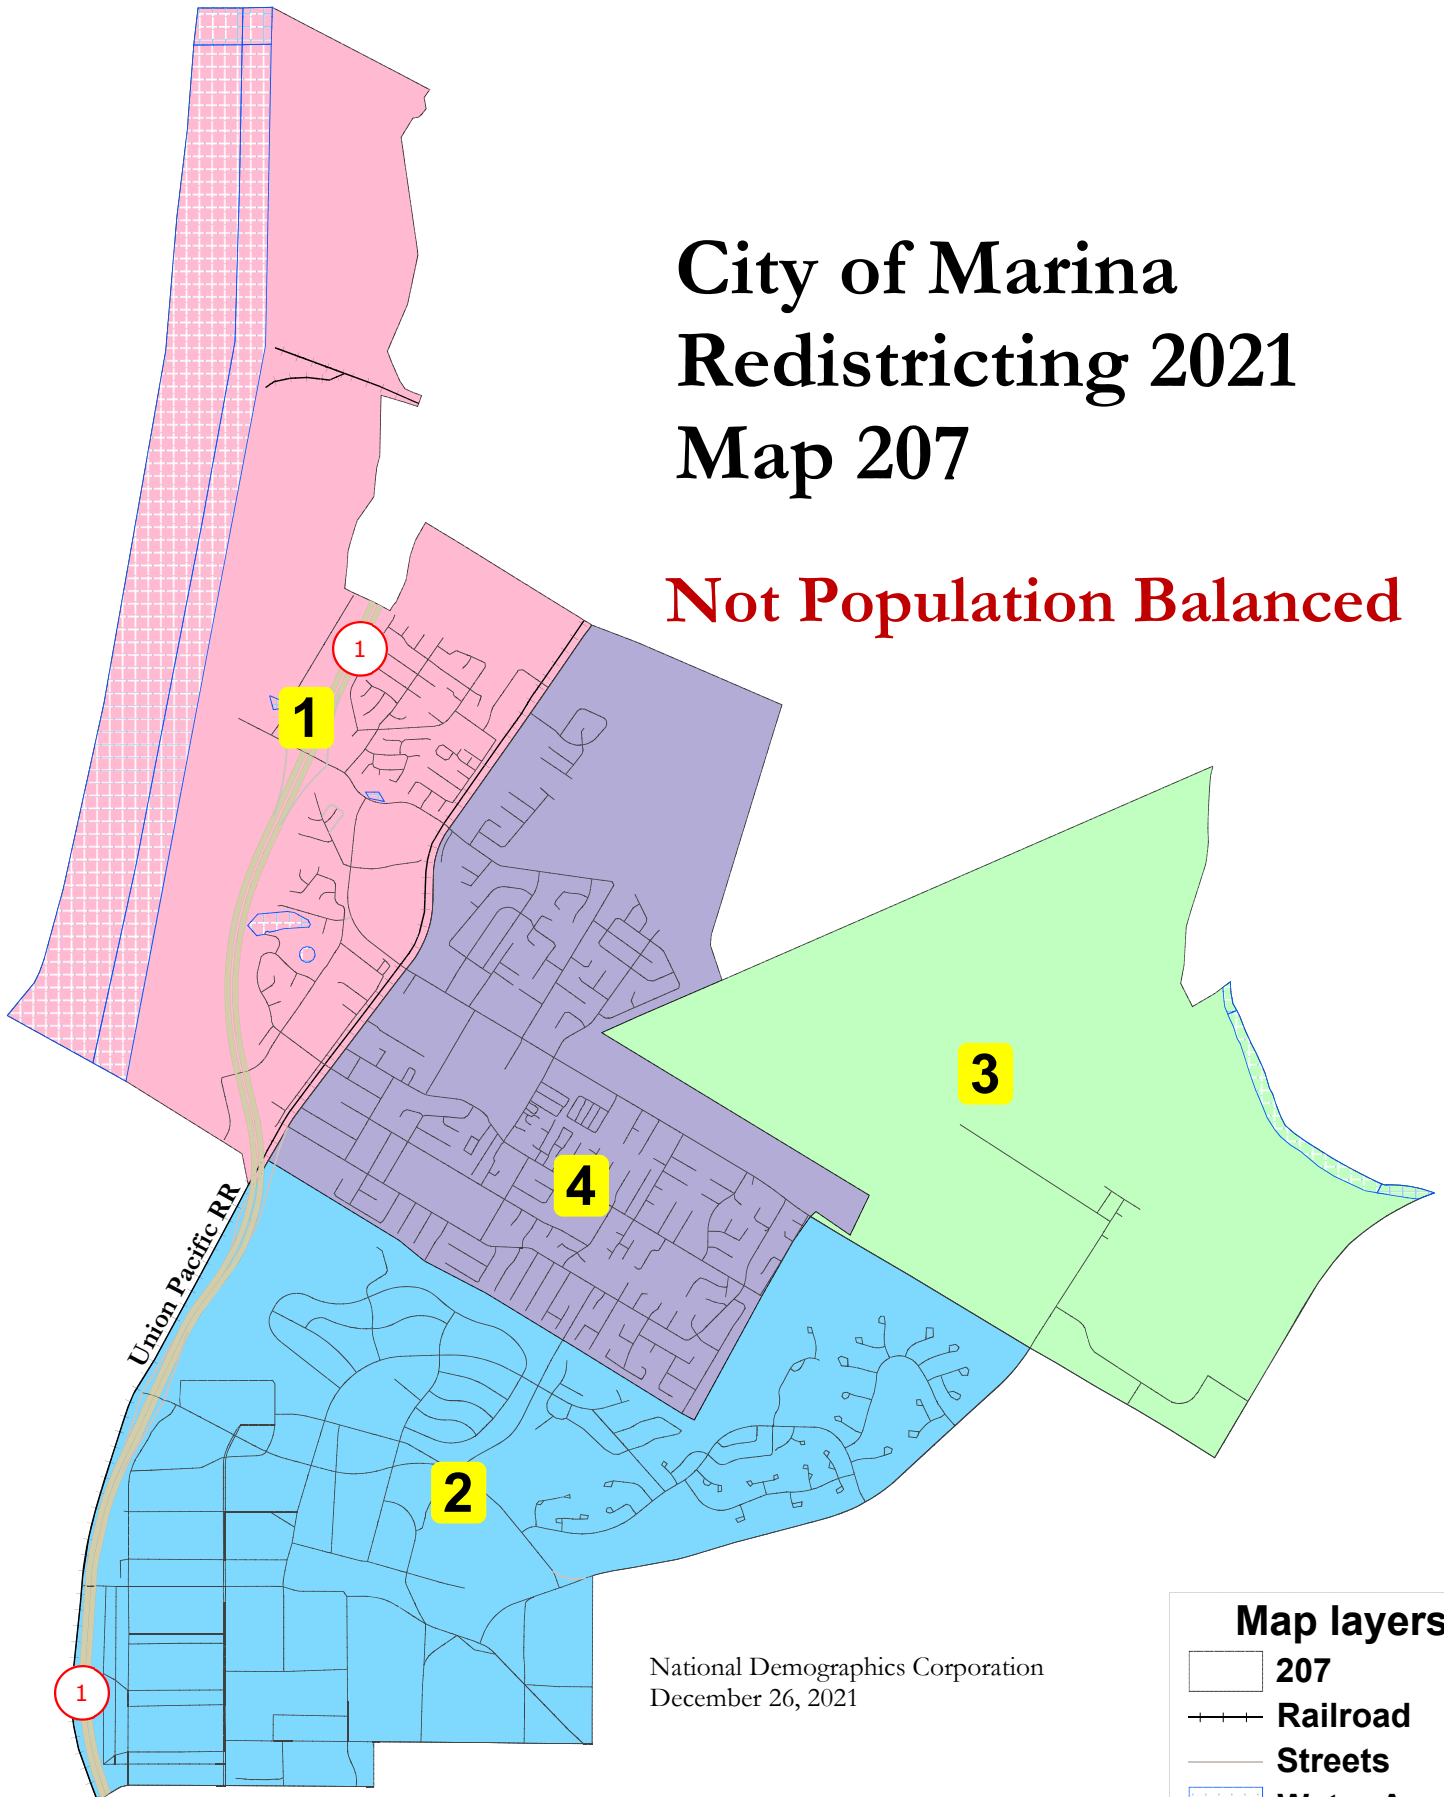 City of Marina
Redistricting 2021
Map 207
Not Population Balanced
1
1
3
4
Union Pacific RR
2
1
National Demographics Corporation
December 26, 2021
Map layers
207
Railroad
Streets